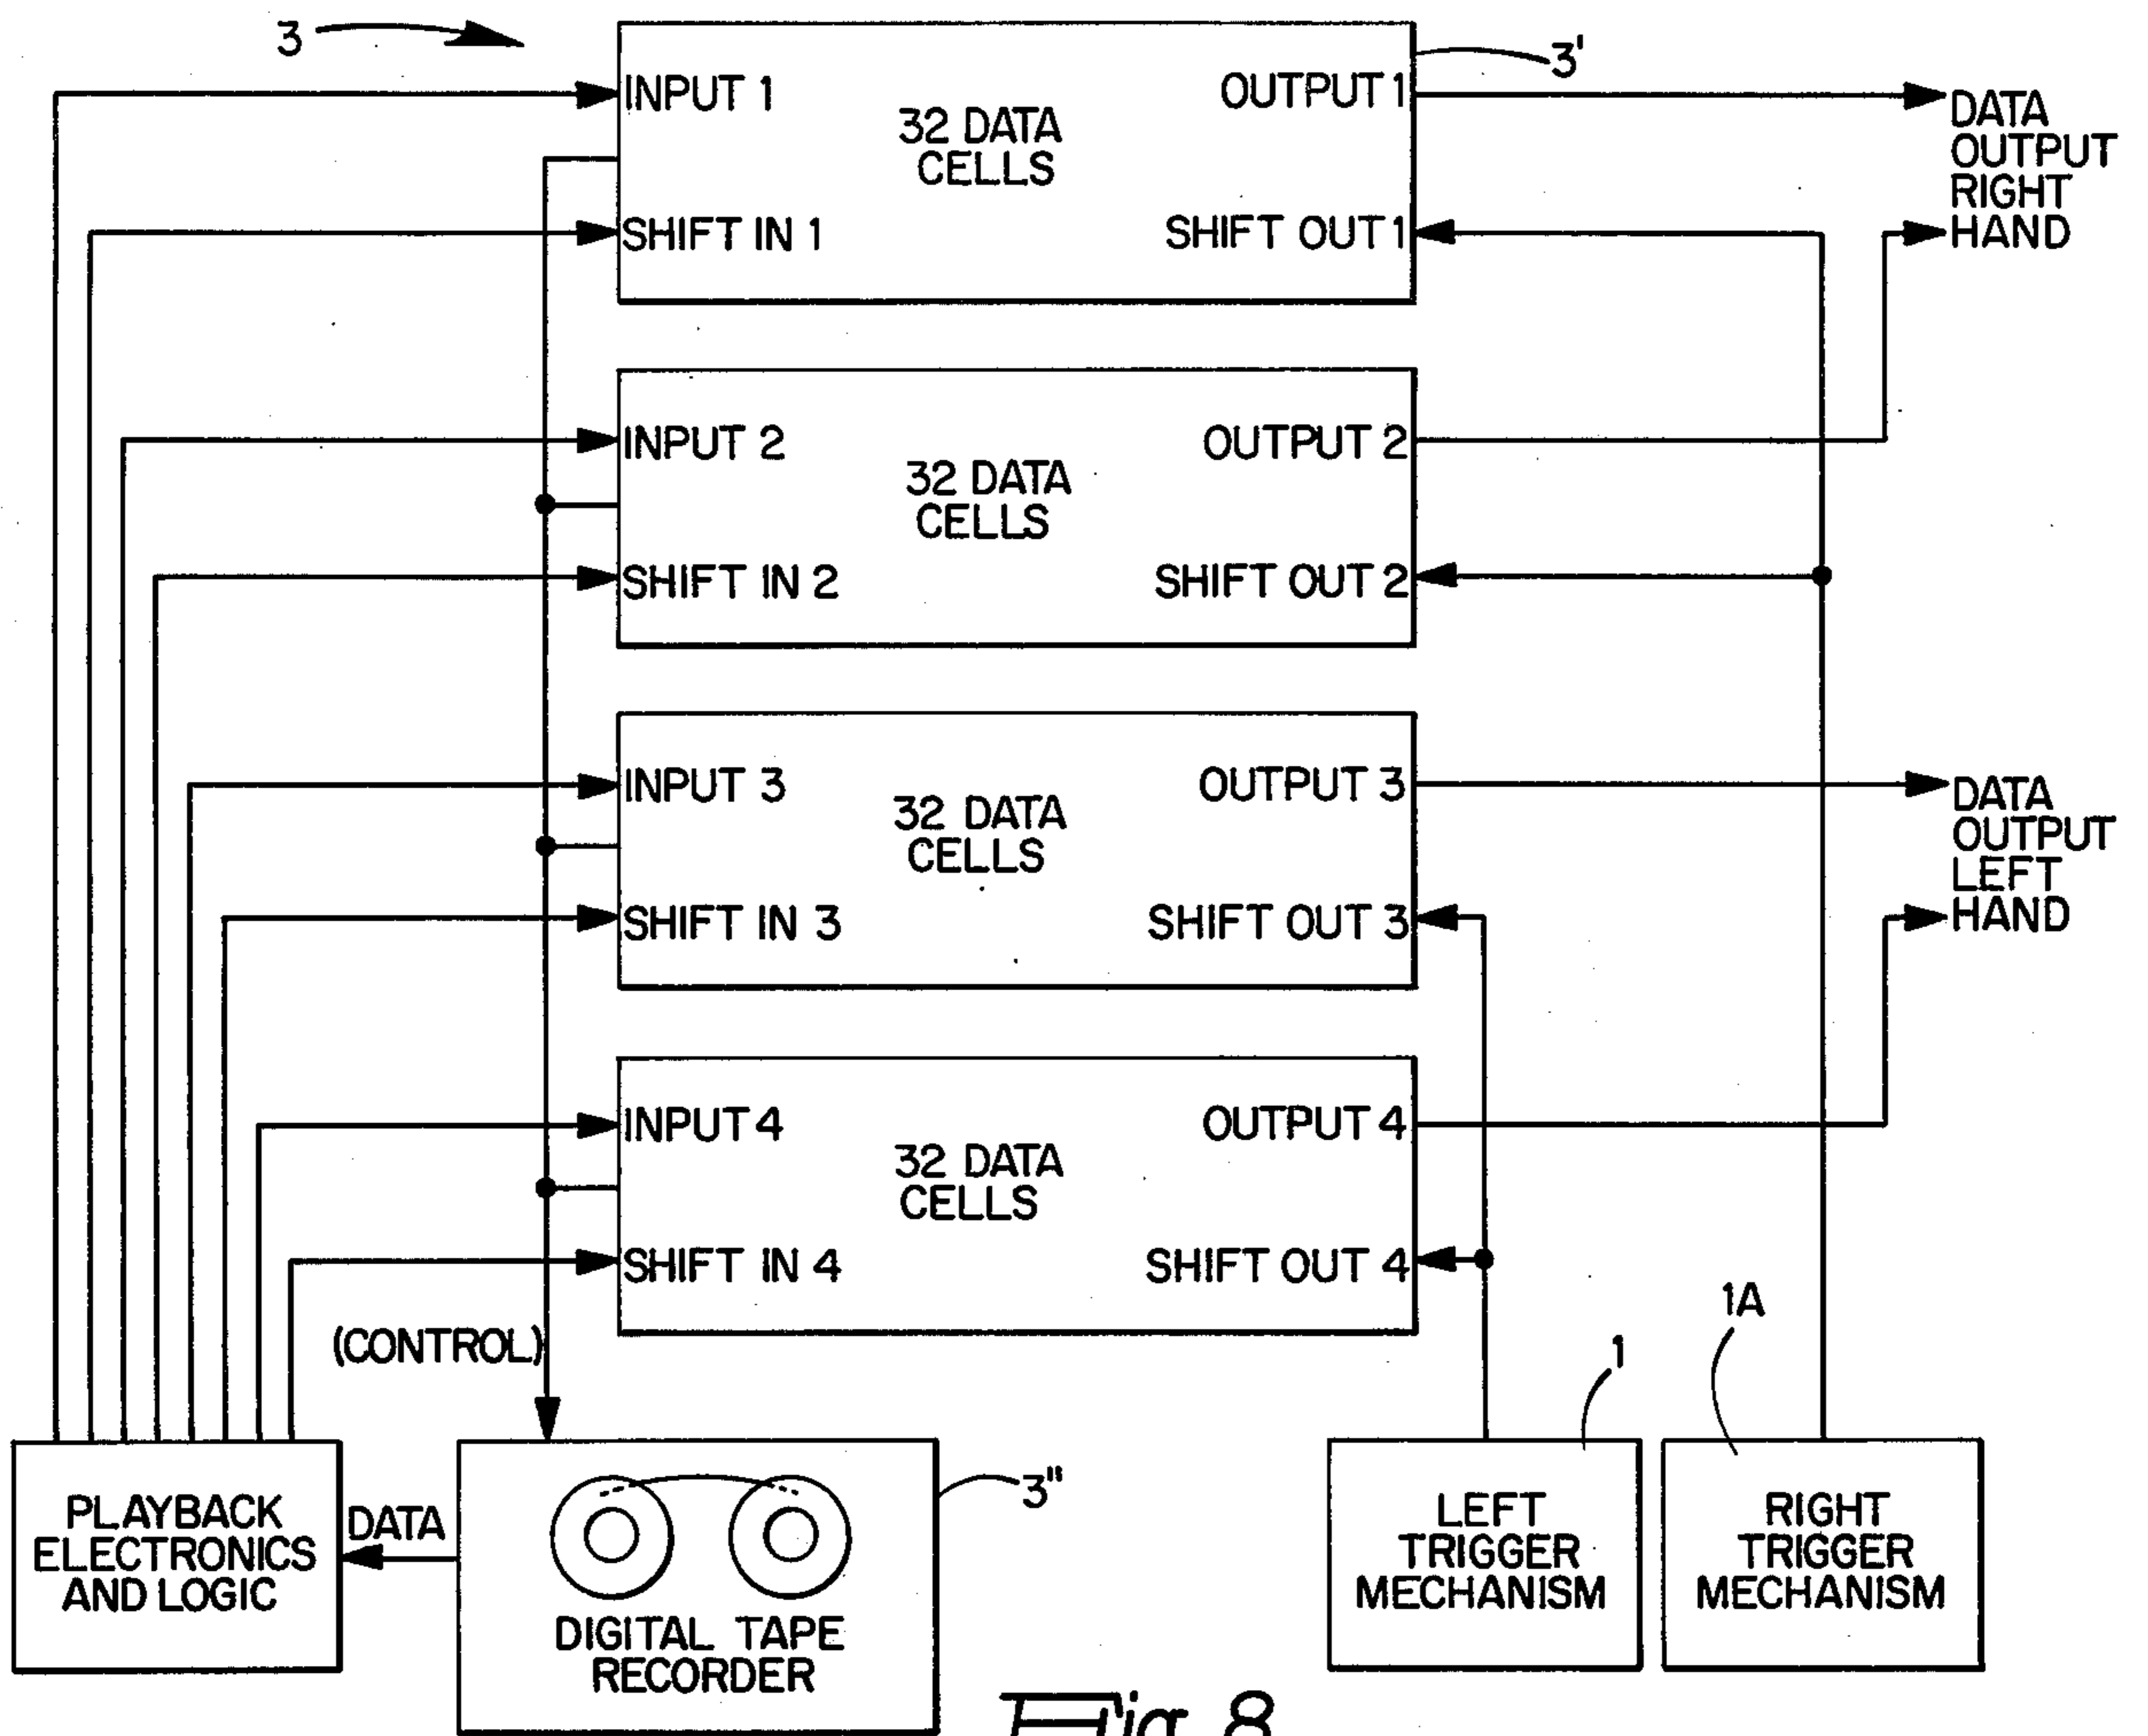 3
3'
INPUT 1
OUTPUT 1
32 DATA
CELLS
SHIFT IN 1
SHIFT OUT 1
DATA
OUTPUT
RIGHT
HAND
INPUT 2
OUTPUT 2
32 DATA
CELLS
SHIFT IN 2
SHIFT OUT 2
INPUT 3
OUTPUT 3
32 DATA
CELLS
SHIFT IN 3
SHIFT OUT 3
DATA
OUTPUT
LEFT
HAND
INPUT 4
OUTPUT 4
32 DATA
CELLS
SHIFT IN 4
SHIFT OUT 4
(CONTROL)
1
1A
PLAYBACK
ELECTRONICS
AND LOGIC
DATA
3"
DIGITAL TAPE
RECORDER
LEFT
TRIGGER
MECHANISM
RIGHT
TRIGGER
MECHANISM
Fig. 8